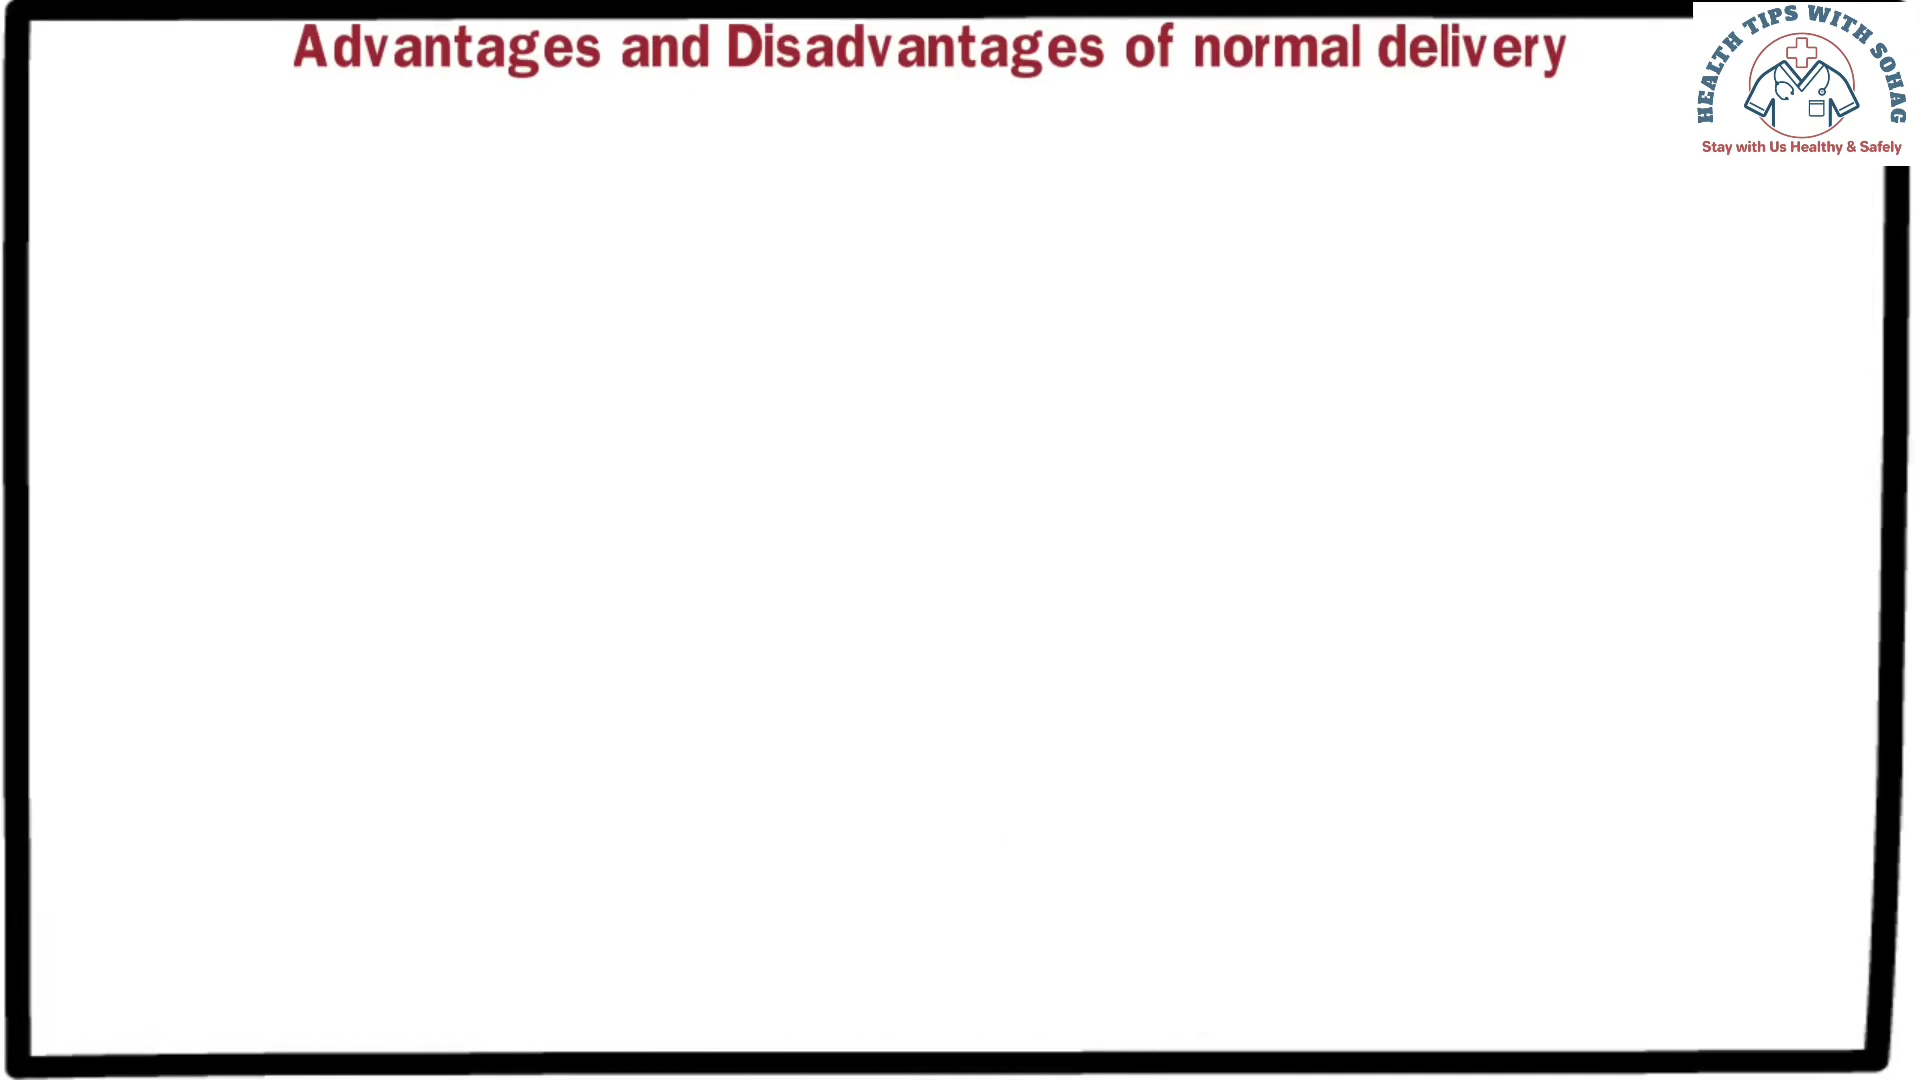 Advantages and Disadvantages of normal delivery
HEALTH TIPS WITH SOHAG
Stay with Us Healthy & Safely